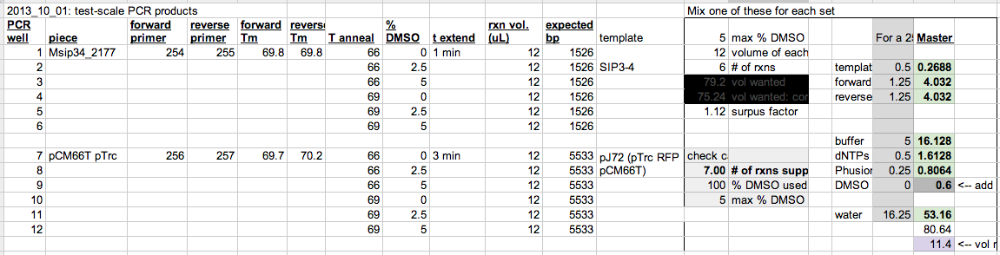 2013_10_01: test-scale PCR products Mix one of these for each set
PCR well piece forward primer reverse primer forward Tm revers Tm T anneal % DMSO t extend rxn vol. (uL) expected bp template 5 max % DMSO For a 2 Master
1 Msip34_2177 254 255 69.8 69.8 66 0 1 min 12 1526 12 volume of each
2 66 2.5 12 1526 SIP3-4 6 # of rxns templat 0.5 0.2688
3 66 5 12 1526 79.2 vol wanted forward 1.25 4.032
4 69 0 12 1526 75.24 vol wanted: cor reverse 1.25 4.032
5 69 2.5 12 1526 1.12 surpus factor
6 69 5 12 1526
buffer 5 16.128
7 pCM66T pTrc 256 257 69.7 70.2 66 0 3 min 12 5533 pJ72 (pTrc RFP pCM66T) check c dNTPs 0.5 1.6128
8 66 2.5 12 5533 7.00 # of rxns supp Phusior 0.25 0.8064
9 66 5 12 5533 100 % DMSO used DMSO 0 0.6 <-- add
10 69 0 12 5533 5 max % DMSO
11 69 2.5 12 5533 water 16.25 53.16
12 69 5 12 5533 80.64
11.4 <-- vol r